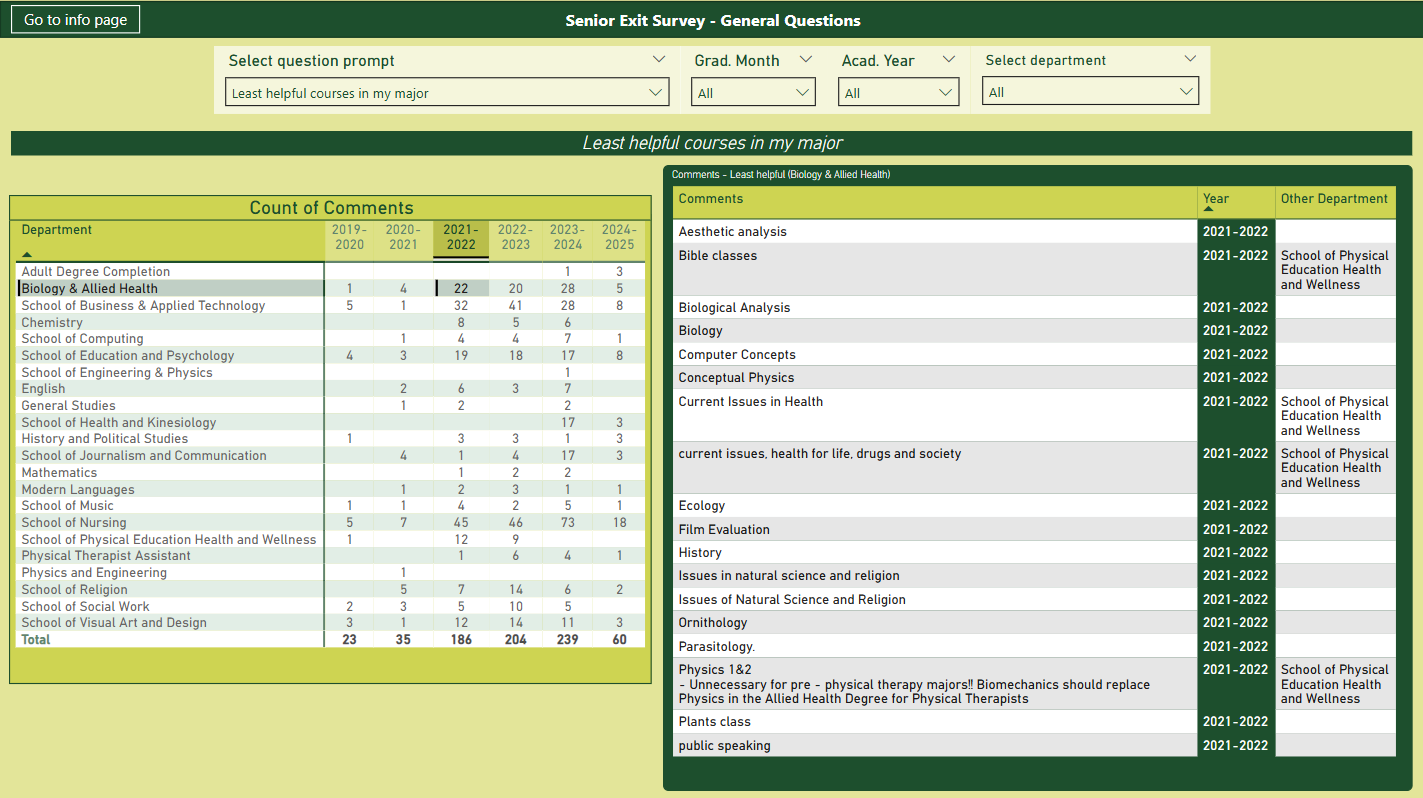 Go to info page
Senior Exit Survey - General Questions
Select question prompt
Least helpful courses in my major
Grad. Month
All
Acad. Year
All
Select department
All
Least helpful courses in my major
Count of Comments
Department 2019-2020 2020-2021 2021-2022 2022-2023 2023-2024 2024-2025
Adult Degree Completion 1 3
Biology & Allied Health 1 4 22 20 28 5
School of Business & Applied Technology 5 1 32 41 28 8
Chemistry 8 5 6
School of Computing 1 4 4 7 1
School of Education and Psychology 4 3 19 18 17 8
School of Engineering & Physics 1
English 2 6 3 7
General Studies 1 2 2
School of Health and Kinesiology 17 3
History and Political Studies 1 3 3 1 3
School of Journalism and Communication 4 1 4 17 3
Mathematics 1 2 2
Modern Languages 1 2 3 1 1
School of Music 1 1 4 2 5 1
School of Nursing 5 7 45 46 73 18
School of Physical Education Health and Wellness 1 12 9
Physical Therapist Assistant 1 6 4 1
Physics and Engineering 1
School of Religion 5 7 14 6 2
School of Social Work 2 3 5 10 5
School of Visual Art and Design 3 1 12 14 11 3
Total 23 35 186 204 239 60
Comments - Least helpful (Biology & Allied Health)
Comments Year Other Department
Aesthetic analysis 2021-2022
Bible classes 2021-2022 School of Physical
Education Health
and Wellness
Biological Analysis 2021-2022
Biology 2021-2022
Computer Concepts 2021-2022
Conceptual Physics 2021-2022
Current Issues in Health 2021-2022 School of Physical
Education Health
and Wellness
current issues, health for life, drugs and society 2021-2022 School of Physical
Education Health
and Wellness
Ecology 2021-2022
Film Evaluation 2021-2022
History 2021-2022
Issues in natural science and religion 2021-2022
Issues of Natural Science and Religion 2021-2022
Ornithology 2021-2022
Parasitology. 2021-2022
Physics 1&2 2021-2022 School of Physical
- Unnecessary for pre - physical therapy majors!! Biomechanics should replace Education Health
Physics in the Allied Health Degree for Physical Therapists and Wellness
Plants class 2021-2022
public speaking 2021-2022